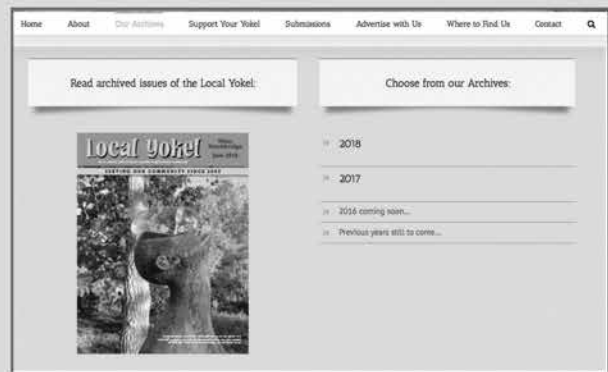 Home About Our Archives Support Your Yokel Submissions Advertise with Us Where to Find Us Contact
Read archived issues of the Local Yokel:
Choose from our Archives:
Local Yokel
SERVING OUR COMMUNITY SINCE
2018
2017
2016 coming soon...
Previous years still to come...